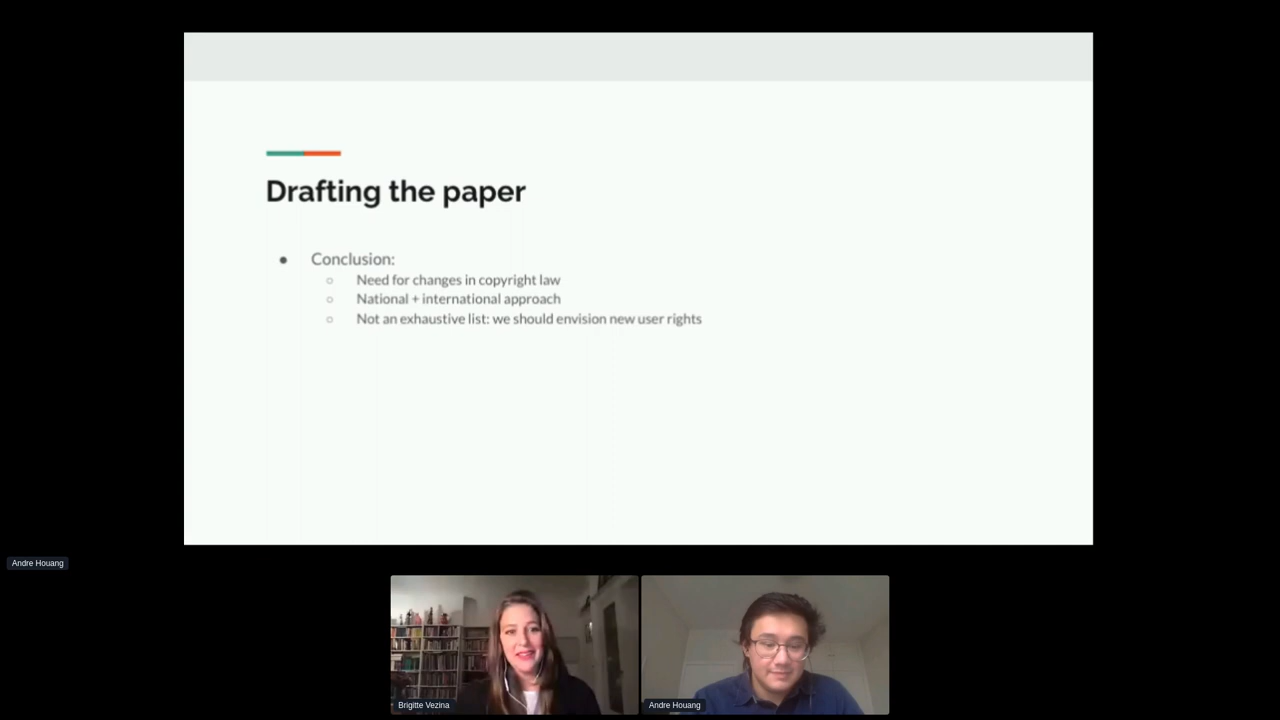 Drafting the paper
● Conclusion:
○ Need for changes in copyright law
○ National + international approach
○ Not an exhaustive list: we should envision new user rights
Andre Houang
Brigitte Vezina
Andre Houang